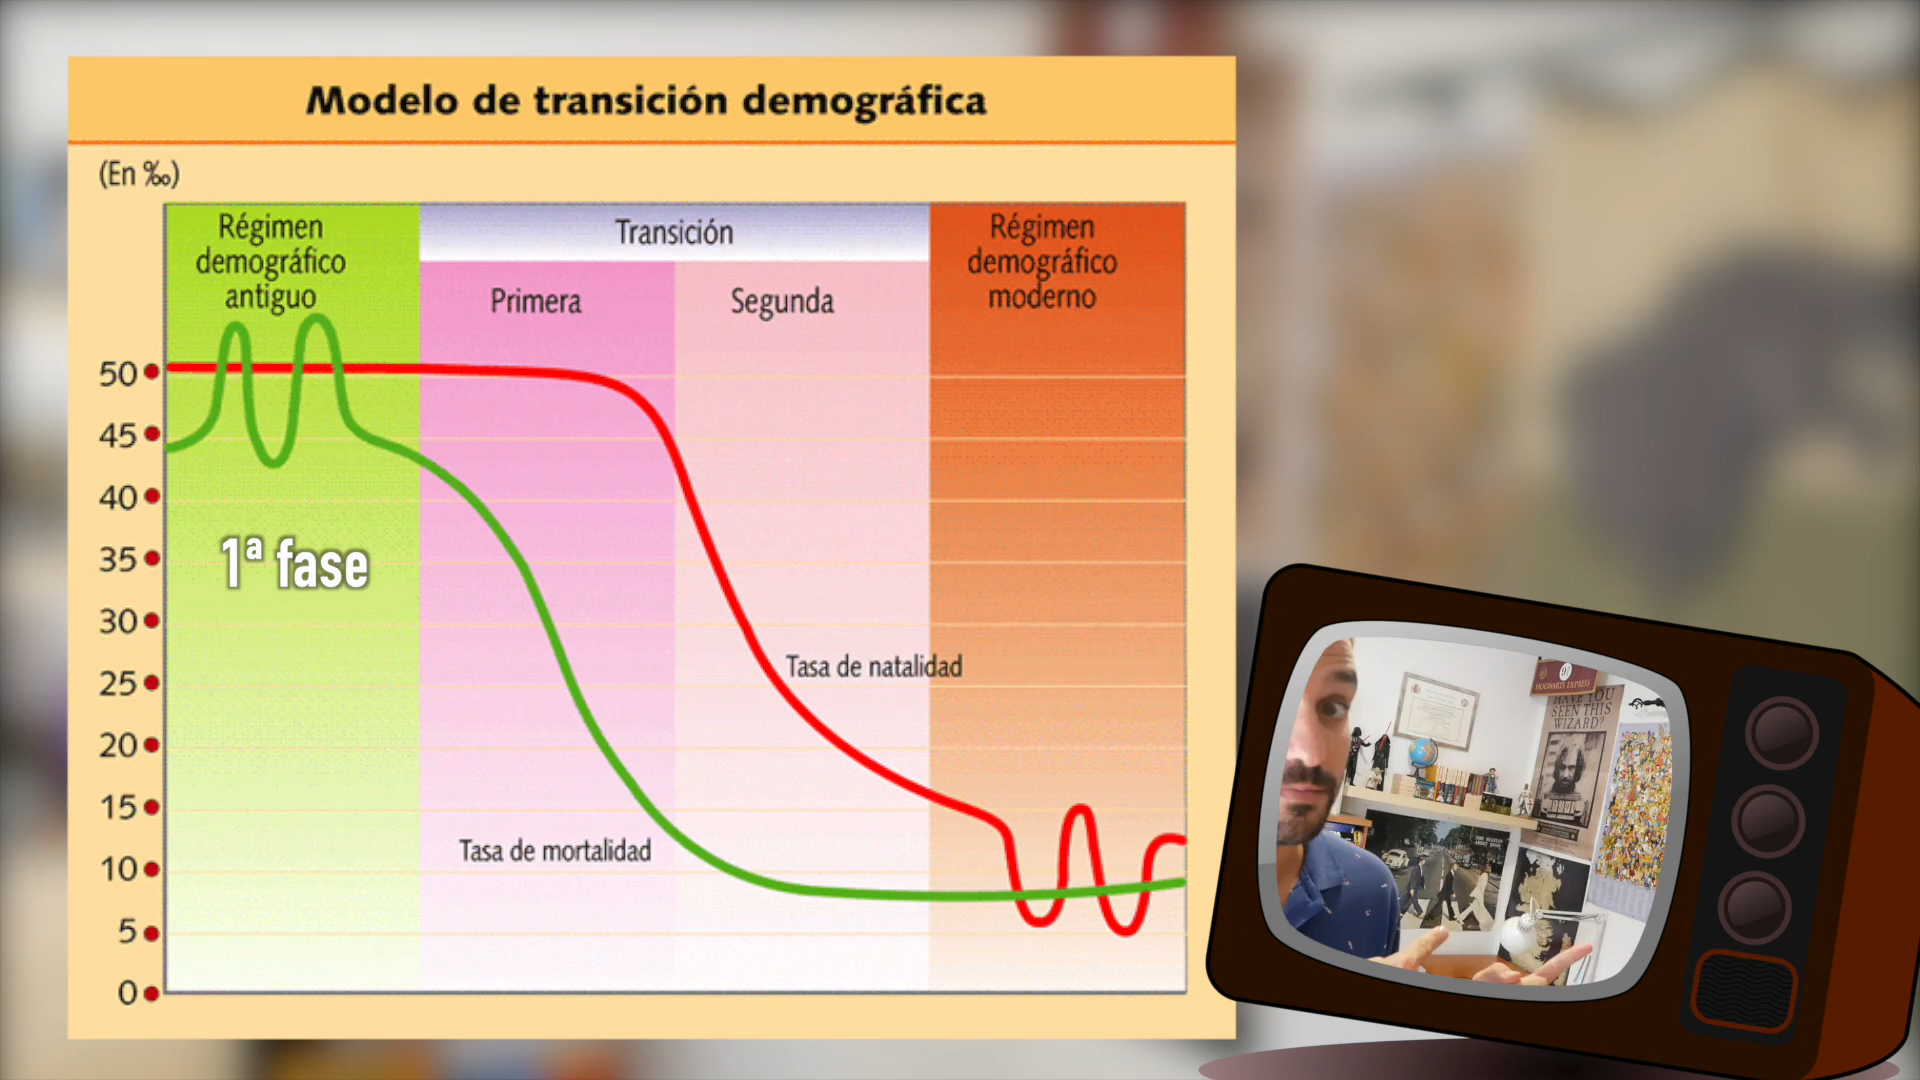 Modelo de transición demográfica
(En ‰)
Régimen
demográfico
antiguo
Transición
Primera
Segunda
Régimen
demográfico
moderno
50
45
40
35
30
25
20
15
10
5
0
1ª fase
Tasa de natalidad
Tasa de mortalidad
HOGWARTS EXPRESS
HAVE YOU
SEEN THIS
WIZARD?